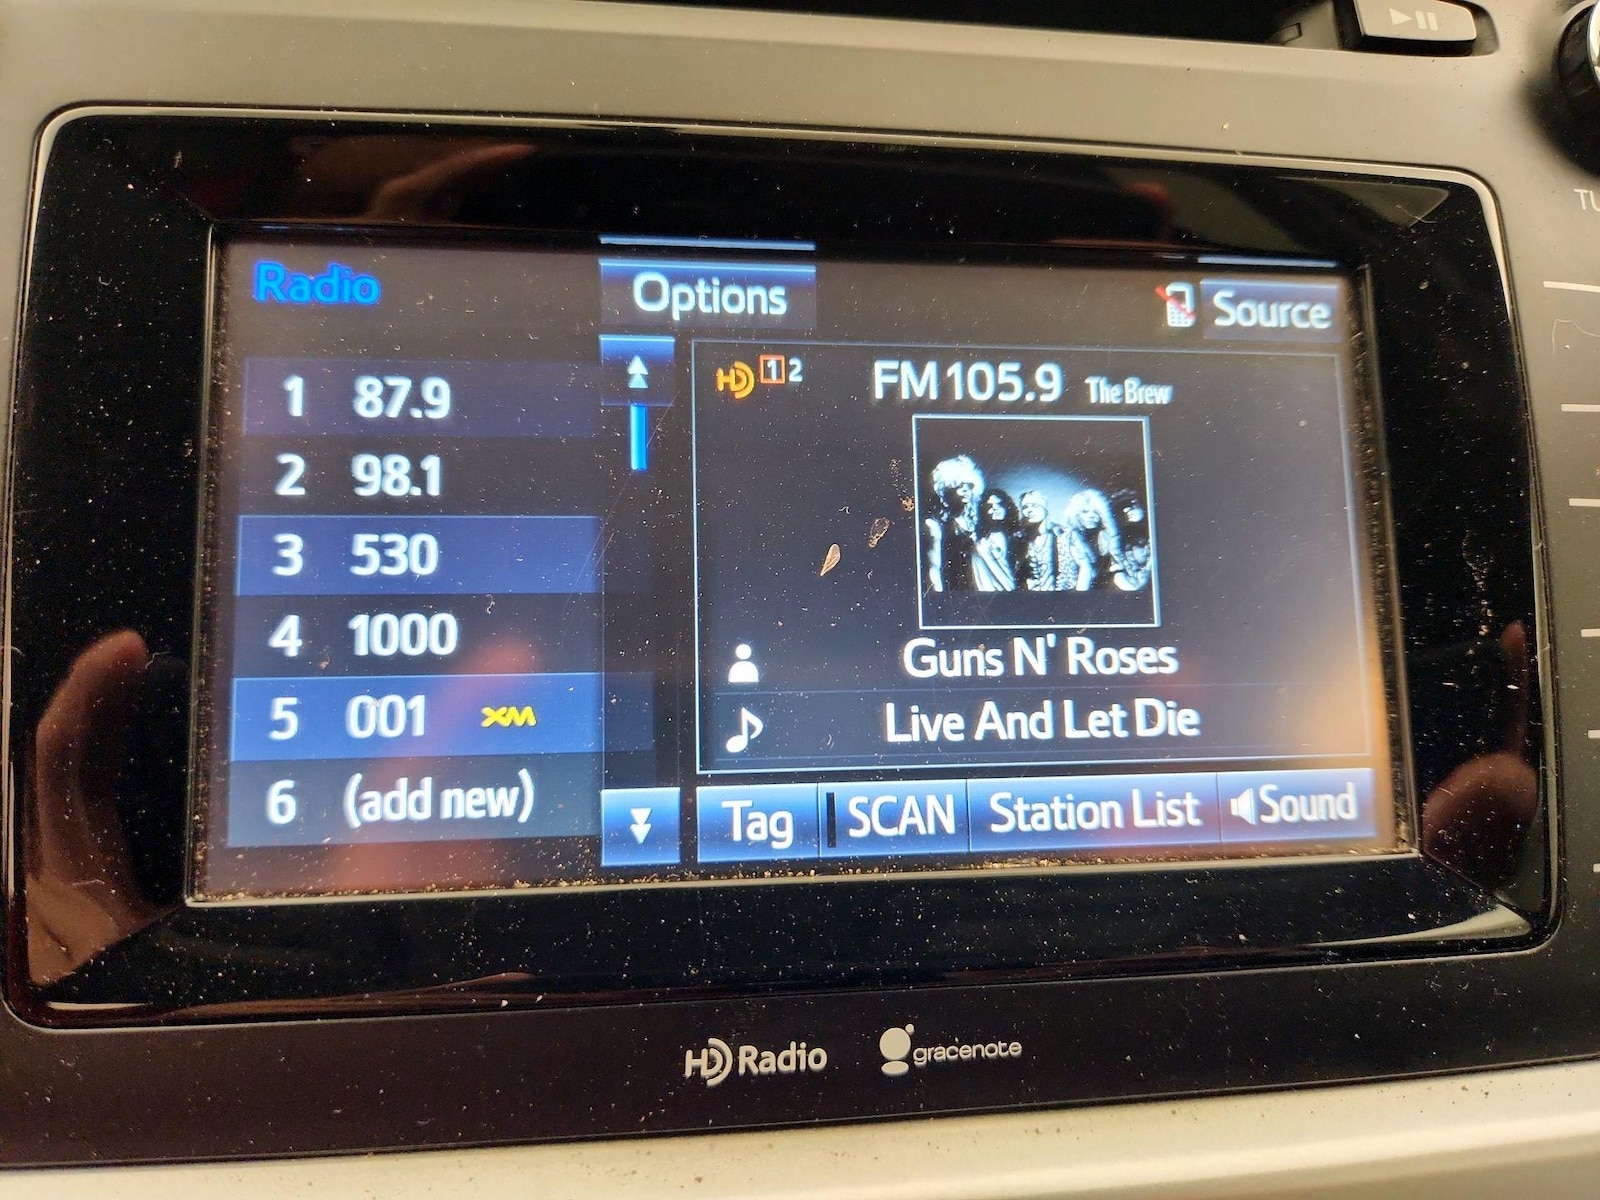 TU
Radio
Options
Source
1 87.9
2 98.1
3 530
4 1000
5 001 XM
6 (add new)
HD 1 2
FM 105.9 The Brew
Guns N' Roses
Live And Let Die
Tag
SCAN
Station List
Sound
HD Radio
gracenote